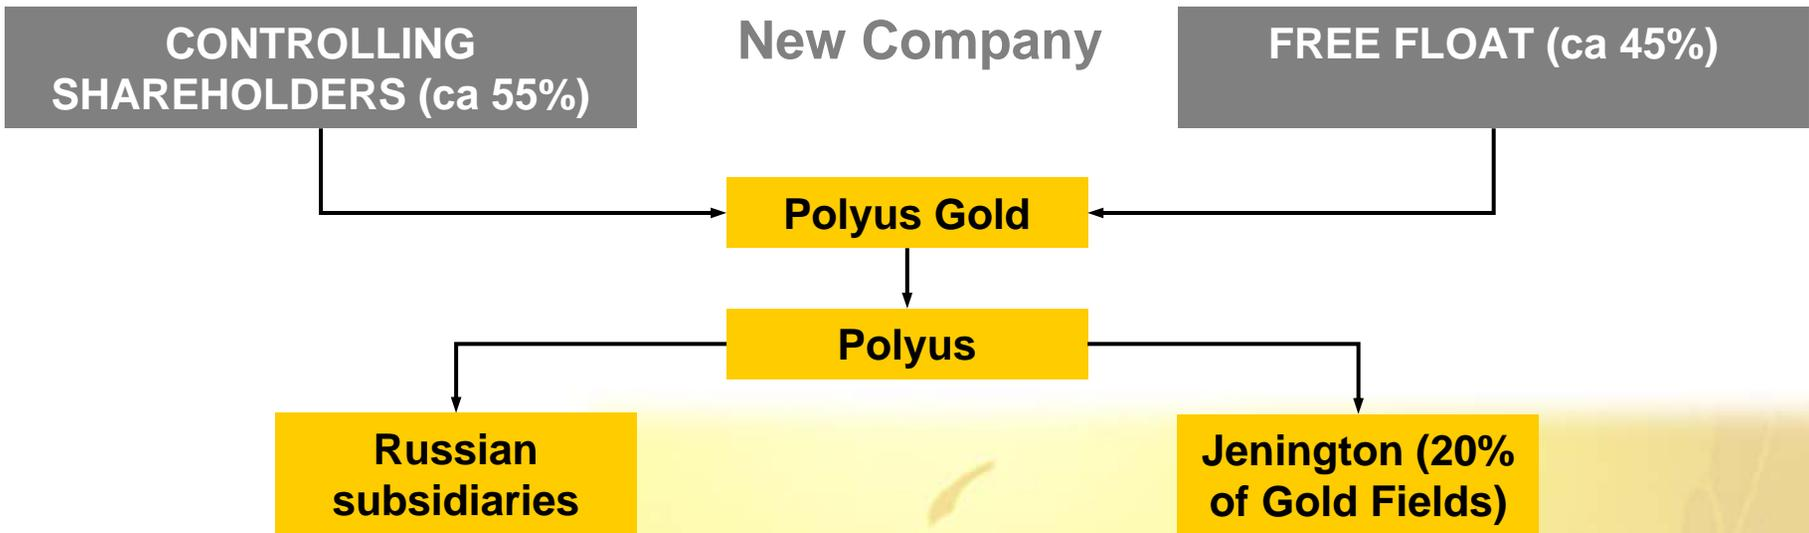 CONTROLLING
SHAREHOLDERS (ca 55%)
New Company
FREE FLOAT (ca 45%)
Polyus Gold
Polyus
Russian
subsidiaries
Jenington (20%
of Gold Fields)